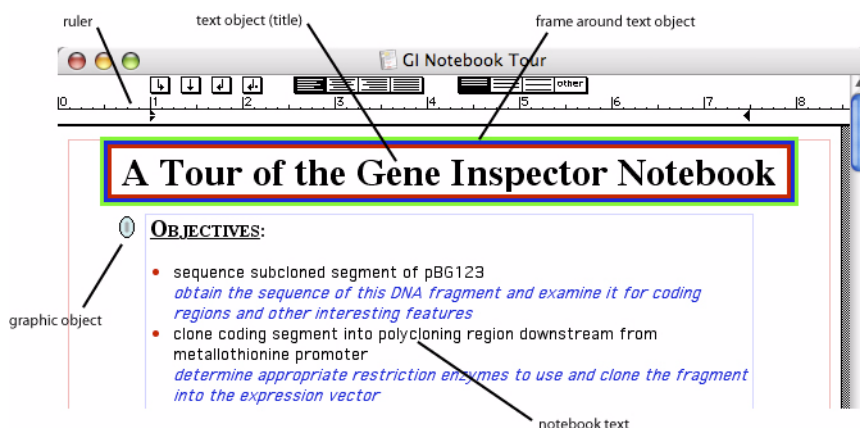 ruler
text object (title)
frame around text object
GI Notebook Tour
other
0 1 2 3 4 5 6 7 8
A Tour of the Gene Inspector Notebook
OBJECTIVES:
• sequence subcloned segment of pBG123
obtain the sequence of this DNA fragment and examine it for coding
regions and other interesting features
graphic object
• clone coding segment into polycloning region downstream from
metallothionine promoter
determine appropriate restriction enzymes to use and clone the fragment
into the expression vector
notebook text